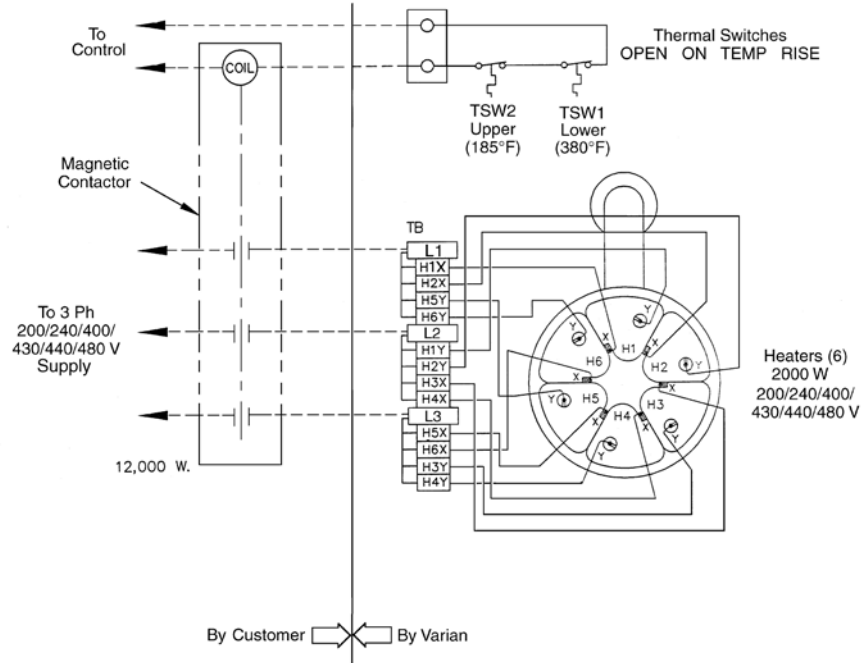 To
Control
COIL
Thermal Switches
OPEN ON TEMP RISE
TSW2
Upper
(185°F)
TSW1
Lower
(380°F)
Magnetic
Contactor
TB
L1
H1X
H2X
H5Y
H6Y
L2
H1Y
H2Y
H3X
H4X
L3
H5X
H6X
H3Y
H4Y
To 3 Ph
200/240/400/
430/440/480 V
Supply
12,000 W.
Y
X
H1
Y
X
H2
Y
X
H3
Y
X
H4
Y
X
H5
Y
X
H6
Heaters (6)
2000 W
200/240/400/
430/440/480 V
By Customer
By Varian